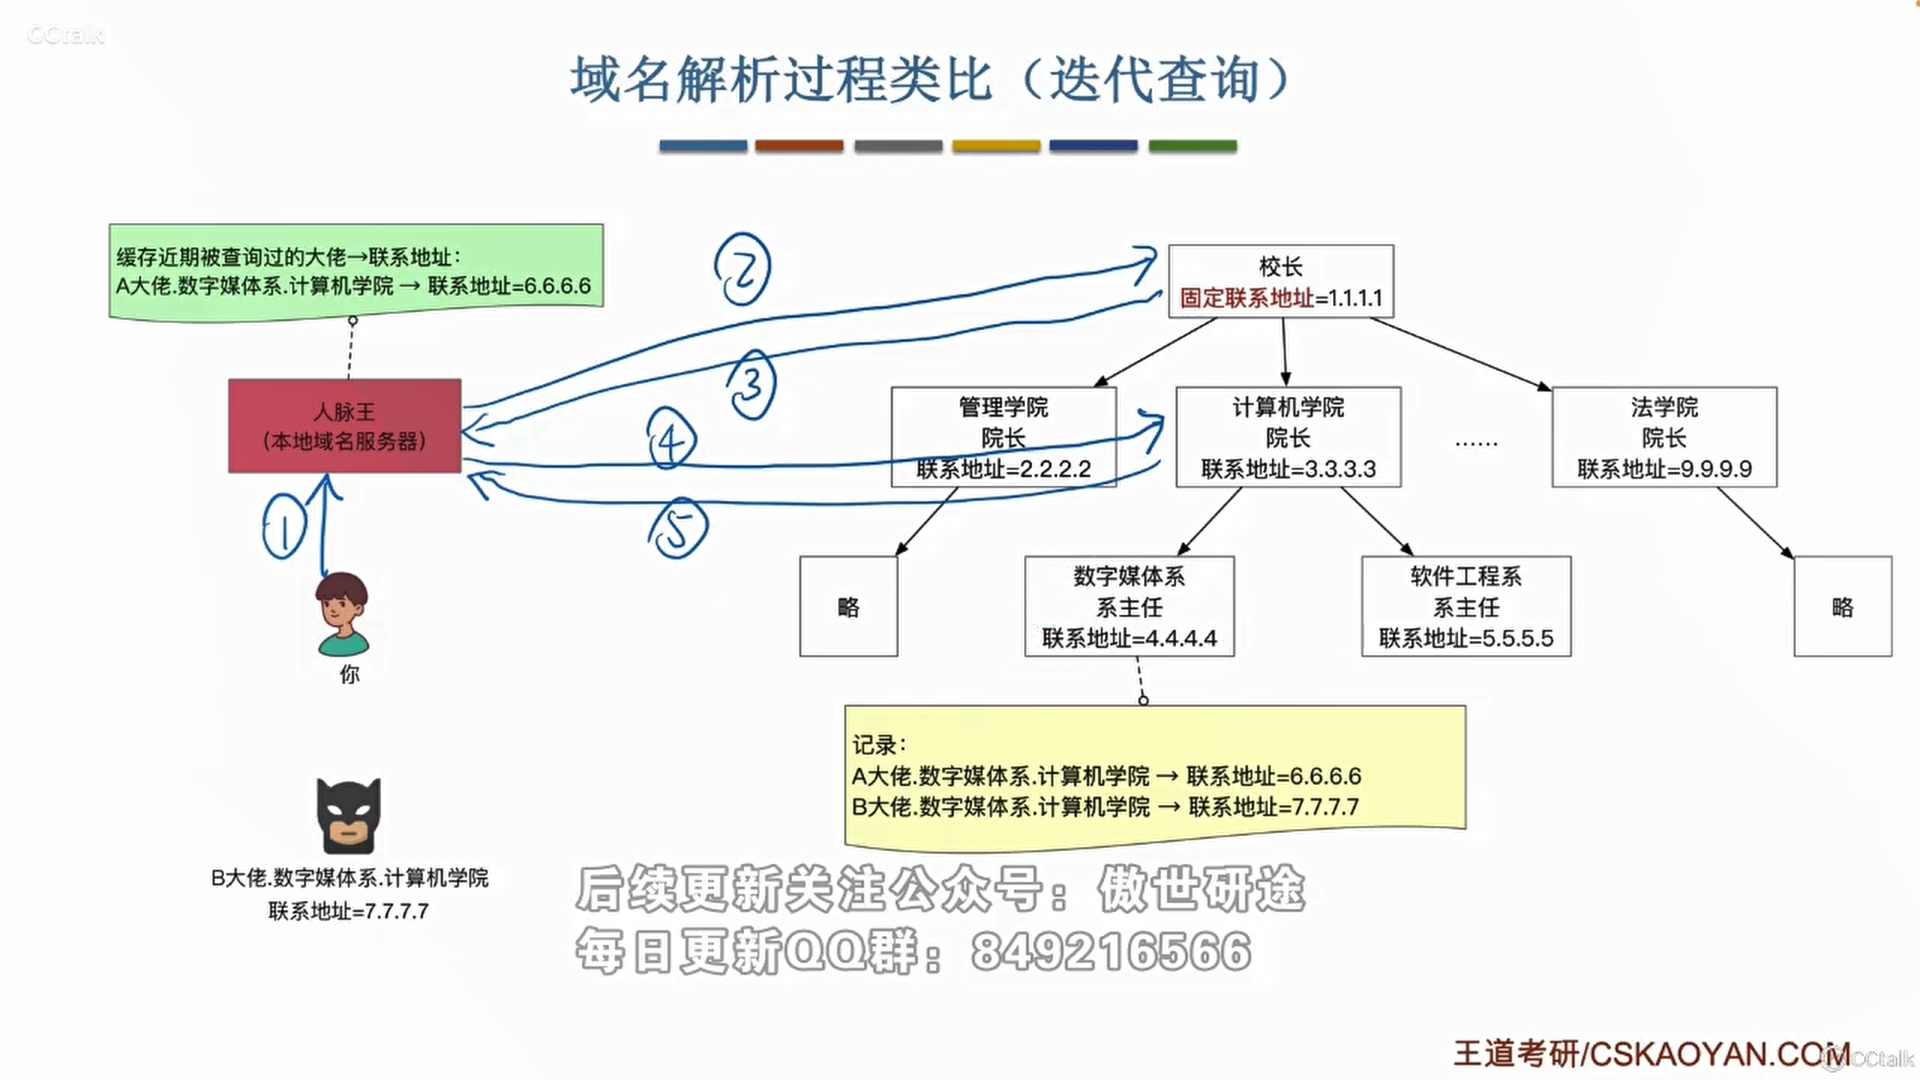 CCtalk
域名解析过程类比（迭代查询）
缓存近期被查询过的大佬→联系地址：
A大佬.数字媒体系.计算机学院 → 联系地址=6.6.6.6
②
③
④
⑤
①
人脉王
（本地域名服务器）
你
B大佬.数字媒体系.计算机学院
联系地址=7.7.7.7
校长
固定联系地址=1.1.1.1
管理学院
院长
联系地址=2.2.2.2
计算机学院
院长
联系地址=3.3.3.3
……
法学院
院长
联系地址=9.9.9.9
略
数字媒体系
系主任
联系地址=4.4.4.4
软件工程系
系主任
联系地址=5.5.5.5
略
记录：
A大佬.数字媒体系.计算机学院 → 联系地址=6.6.6.6
B大佬.数字媒体系.计算机学院 → 联系地址=7.7.7.7
后续更新关注公众号：傲世研途
每日更新QQ群：849216566
王道考研/CSKAOYAN.COM
CCtalk